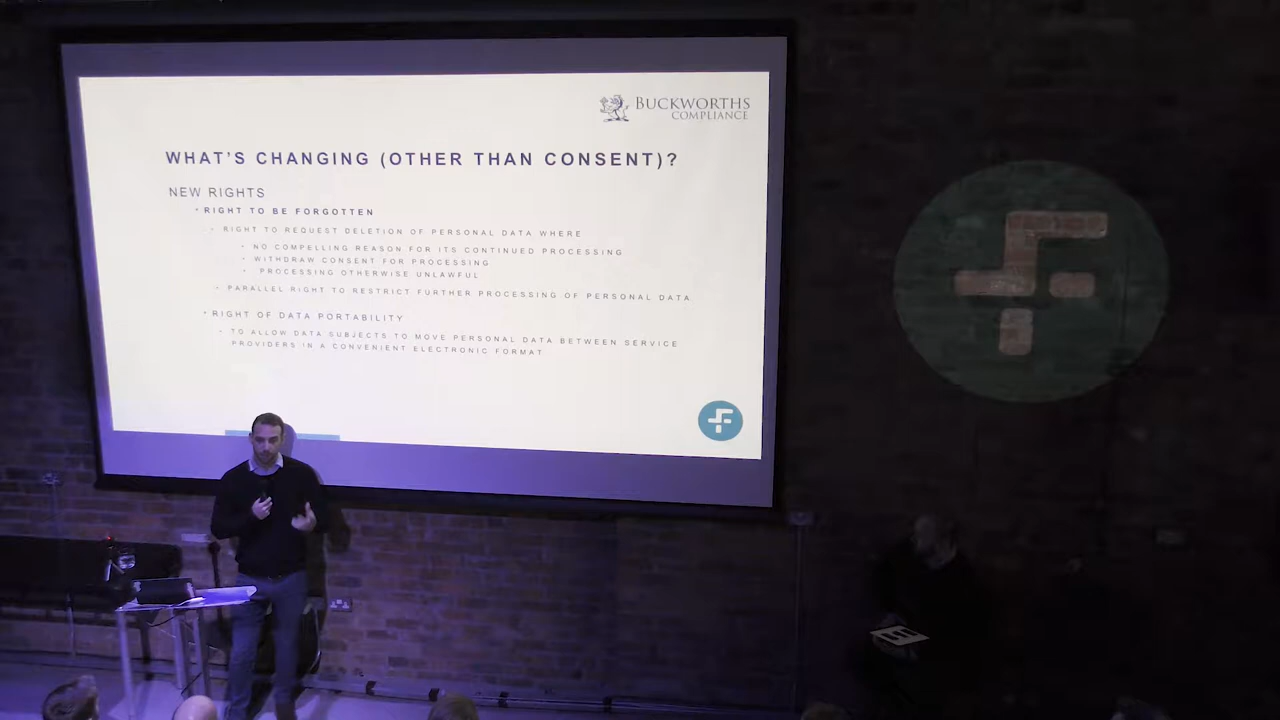 BUCKWORTHS
COMPLIANCE
WHAT'S CHANGING (OTHER THAN CONSENT)?
NEW RIGHTS
• RIGHT TO BE FORGOTTEN
• RIGHT TO REQUEST DELETION OF PERSONAL DATA WHERE
• NO COMPELLING REASON FOR ITS CONTINUED PROCESSING
• WITHDRAW CONSENT FOR PROCESSING
• PROCESSING OTHERWISE UNLAWFUL
• PARALLEL RIGHT TO RESTRICT FURTHER PROCESSING OF PERSONAL DATA
• RIGHT OF DATA PORTABILITY
• TO ALLOW DATA SUBJECTS TO MOVE PERSONAL DATA BETWEEN SERVICE
PROVIDERS IN A CONVENIENT ELECTRONIC FORMAT